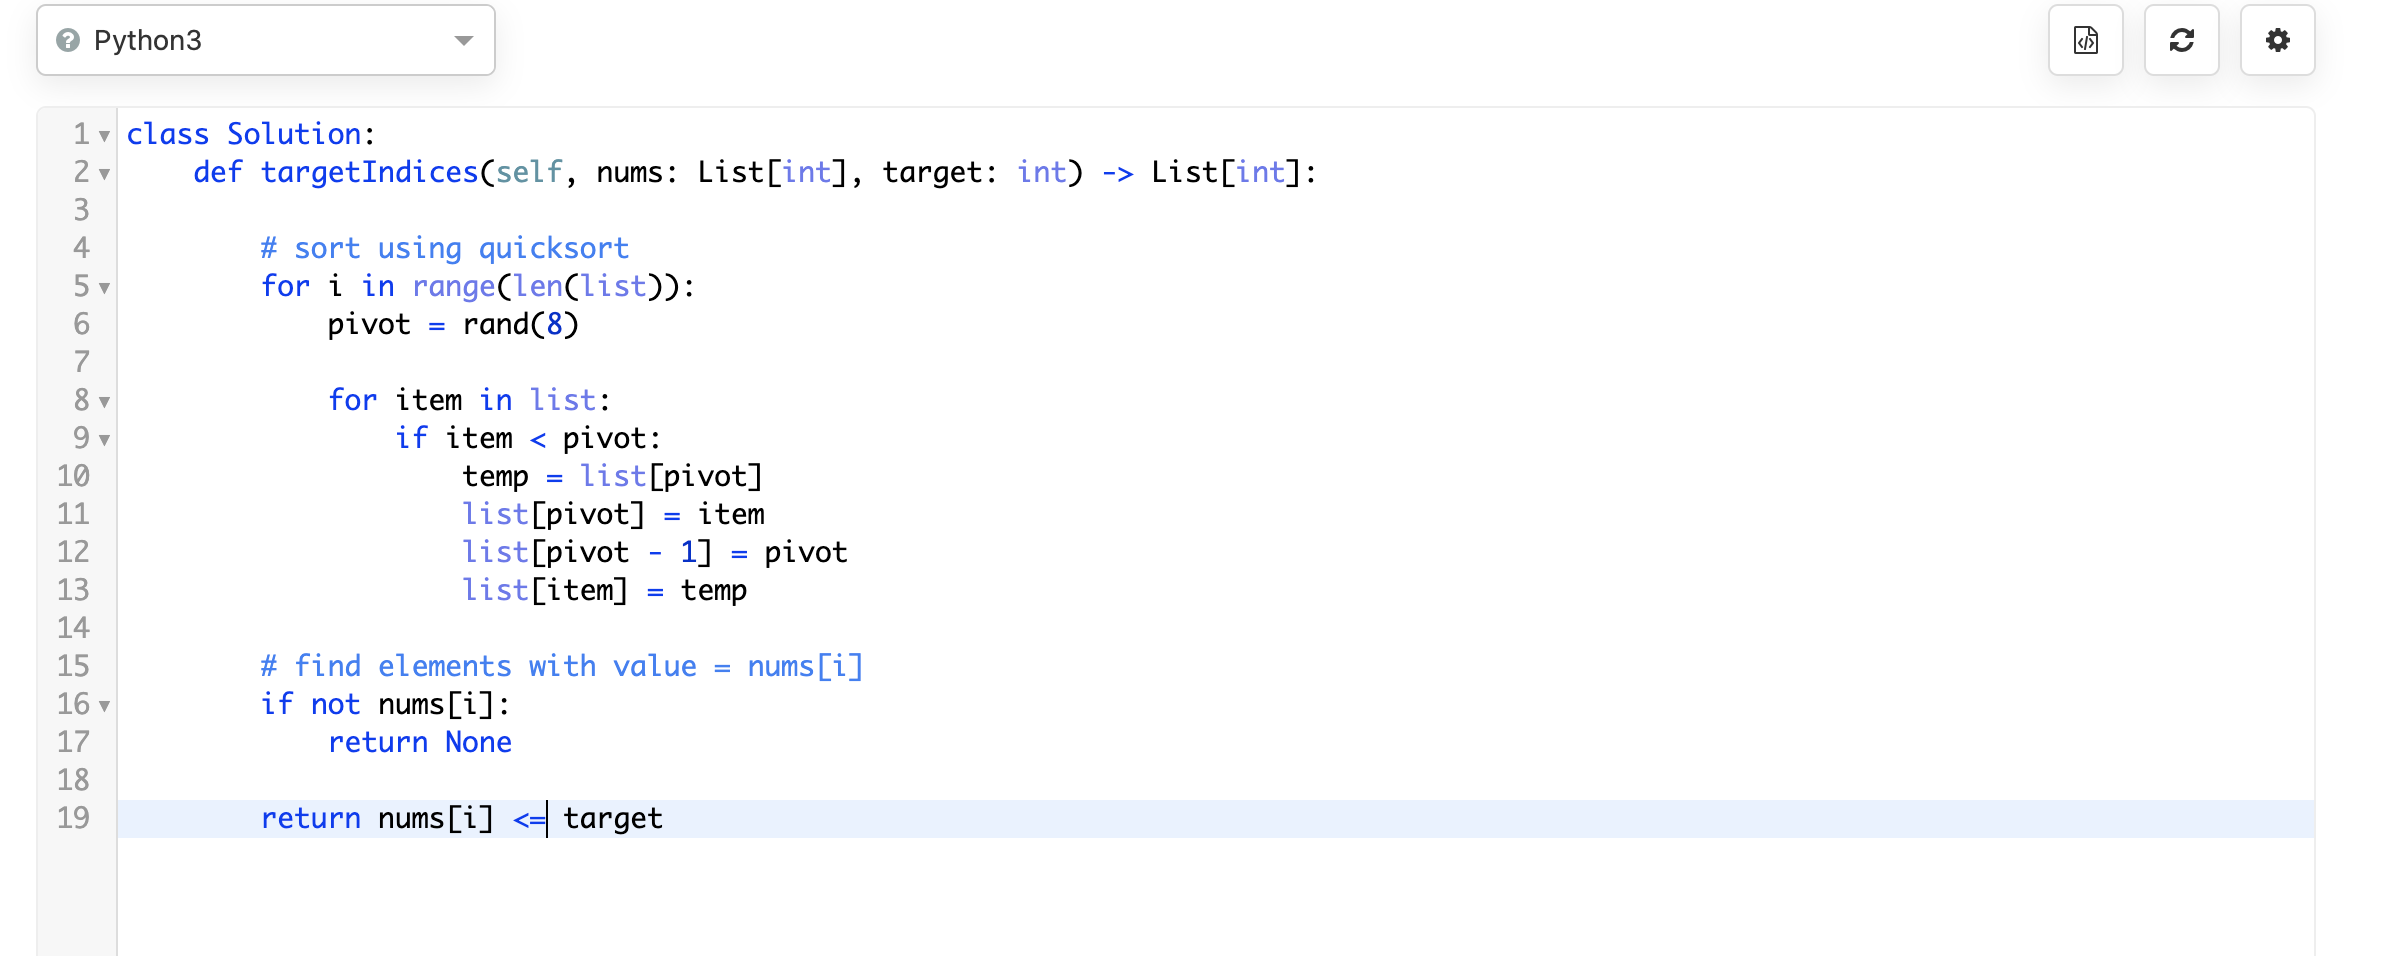 Python3
1 class Solution:
2     def targetIndices(self, nums: List[int], target: int) -> List[int]:
3
4         # sort using quicksort
5         for i in range(len(list)):
6             pivot = rand(8)
7
8             for item in list:
9                 if item < pivot:
10                     temp = list[pivot]
11                     list[pivot] = item
12                     list[pivot - 1] = pivot
13                     list[item] = temp
14
15         # find elements with value = nums[i]
16         if not nums[i]:
17             return None
18
19         return nums[i] <= target